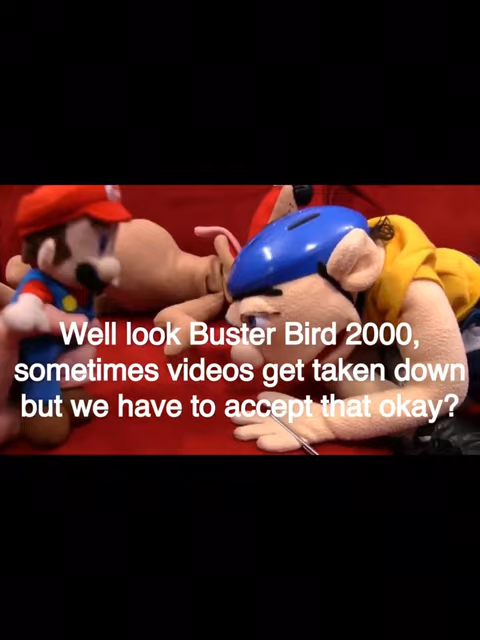 Well look Buster Bird 2000,
sometimes videos get taken down
but we have to accept that okay?